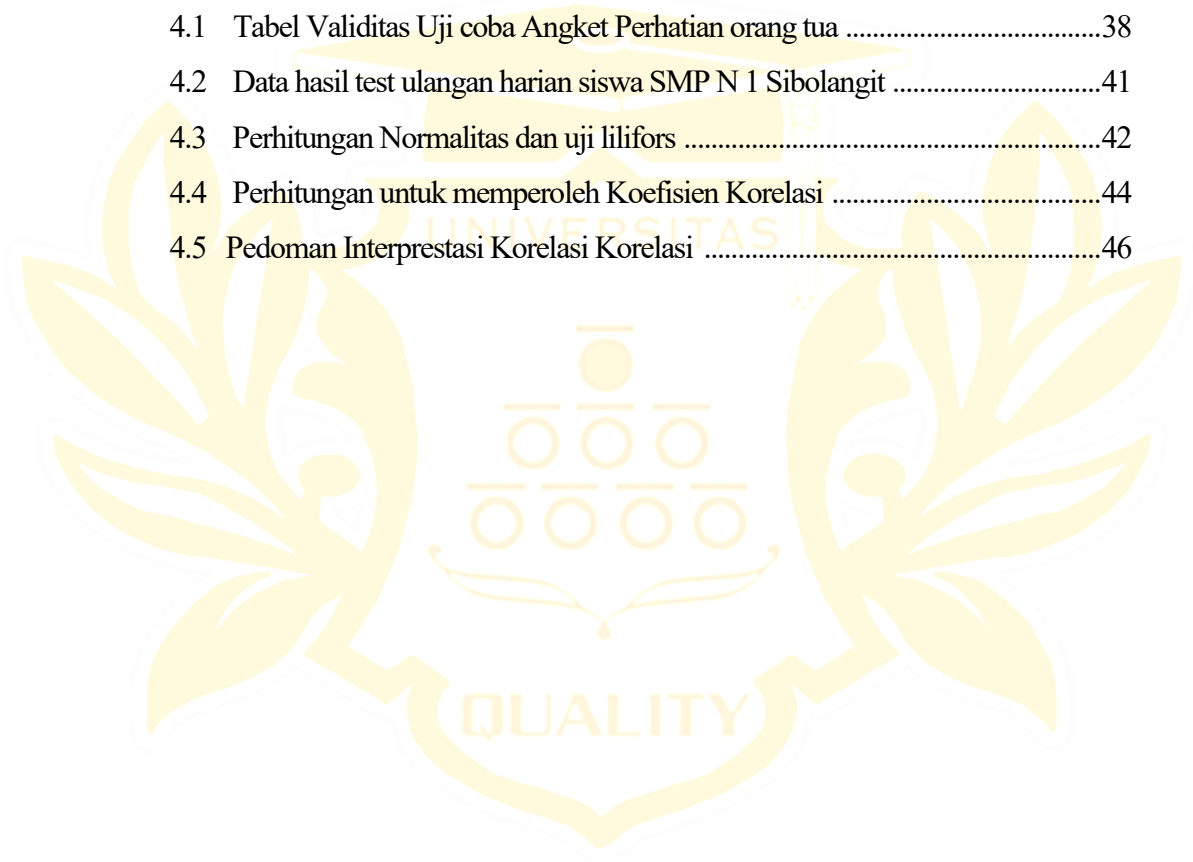 4.1 Tabel Validitas Uji coba Angket Perhatian orang tua ..................................38
4.2 Data hasil test ulangan harian siswa SMP N 1 Sibolangit ............................41
4.3 Perhitungan Normalitas dan uji lilifors ........................................................42
4.4 Perhitungan untuk memperoleh Koefisien Korelasi ....................................44
UNIVERSITAS
4.5 Pedoman Interprestasi Korelasi Korelasi .....................................................46
QUALITY